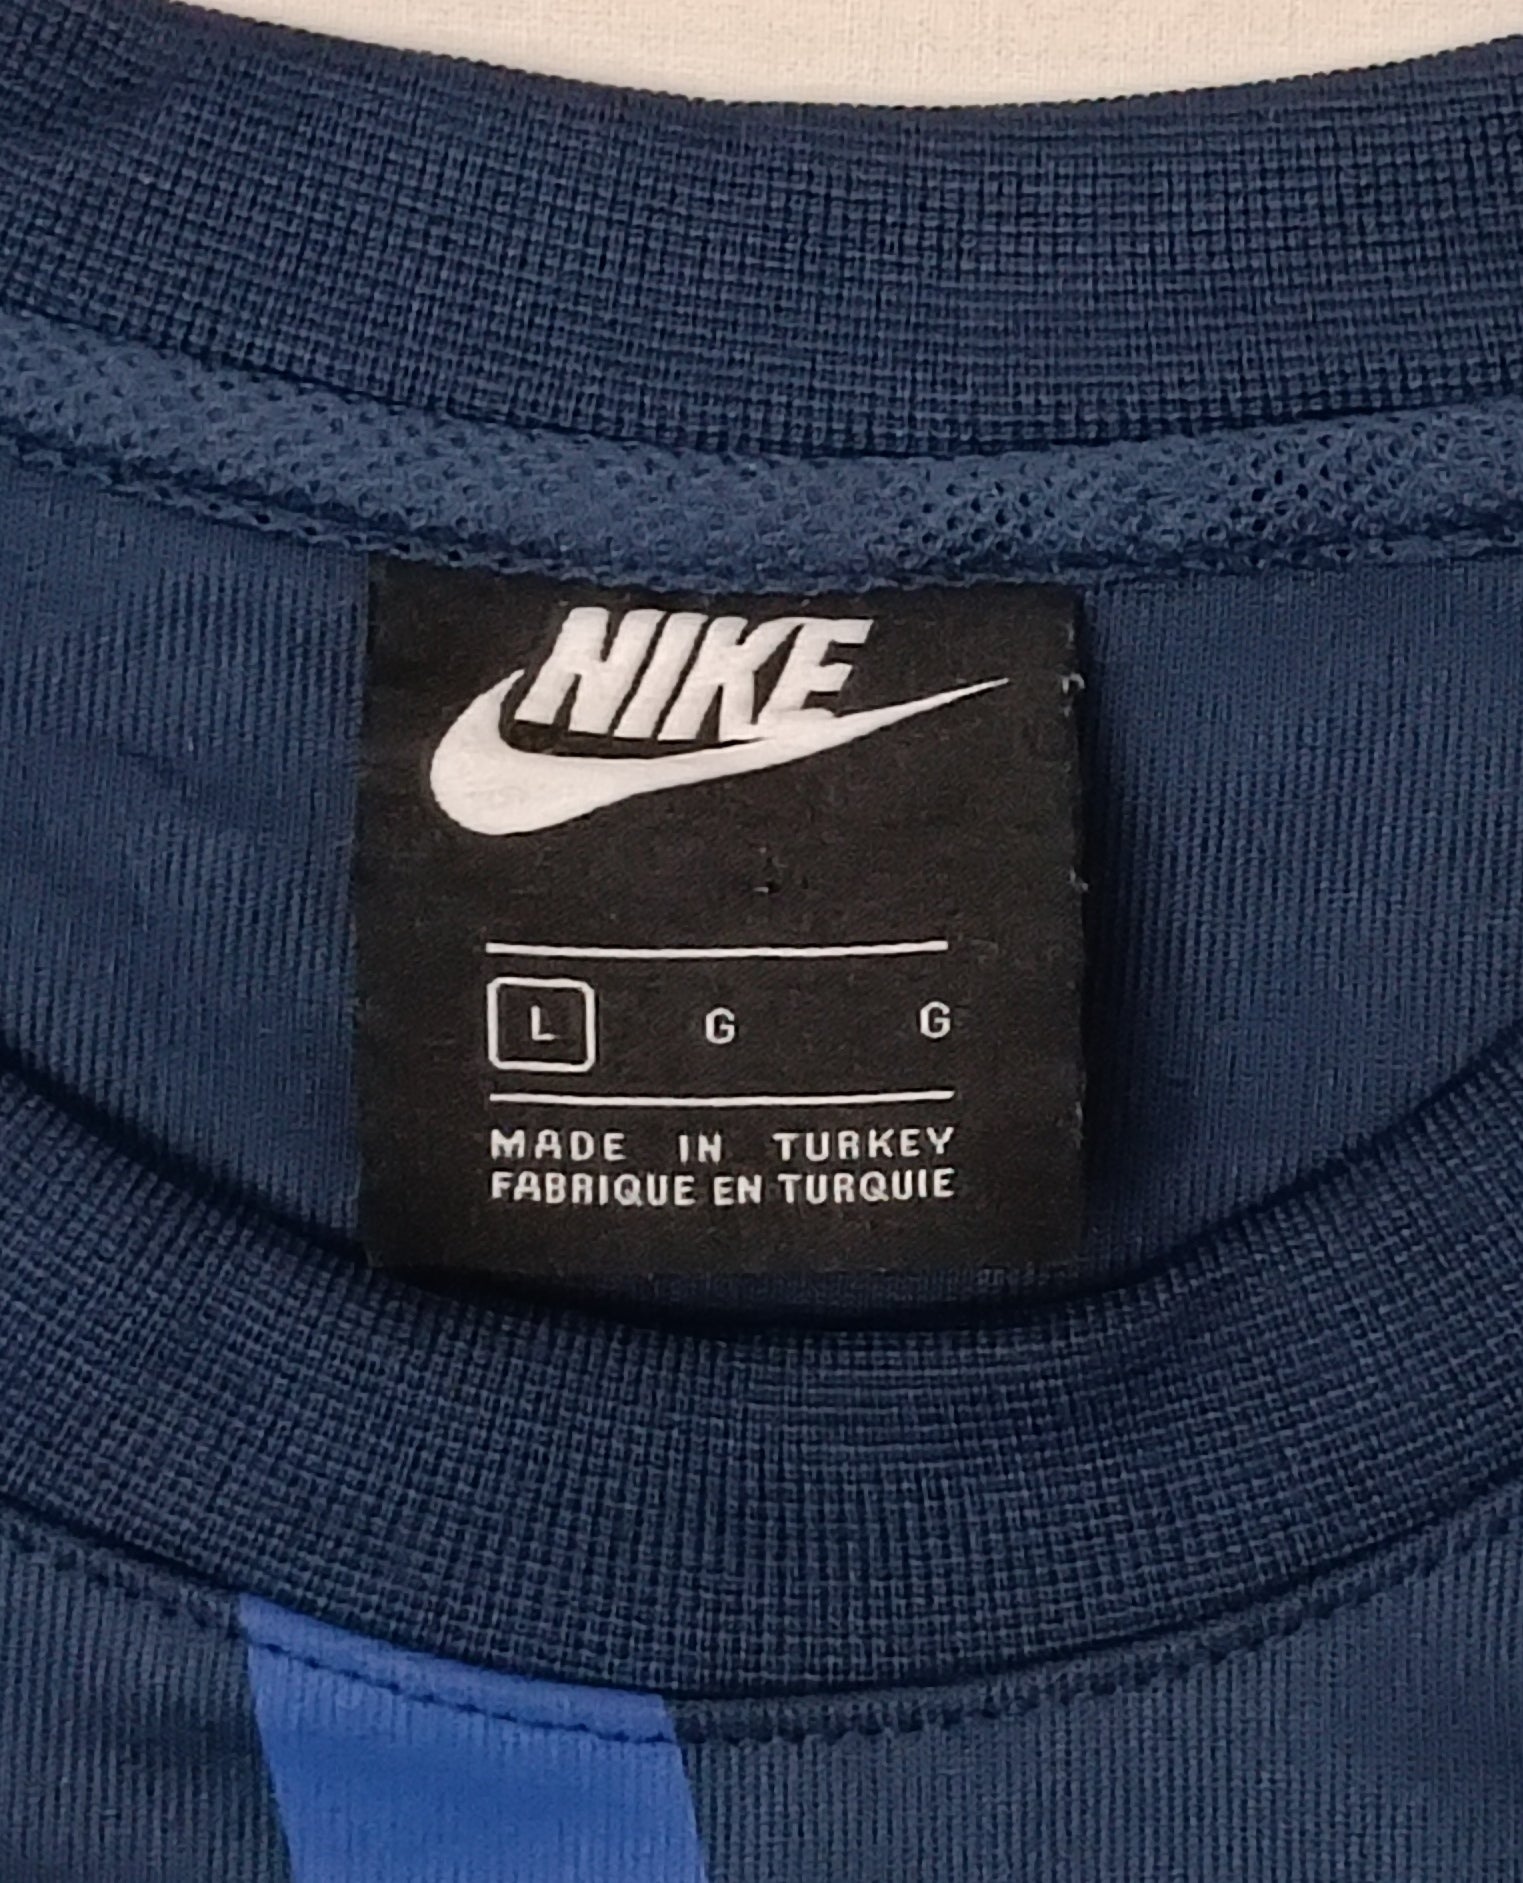 NIKE
L G G
MADE IN TURKEY
FABRIQUE EN TURQUIE